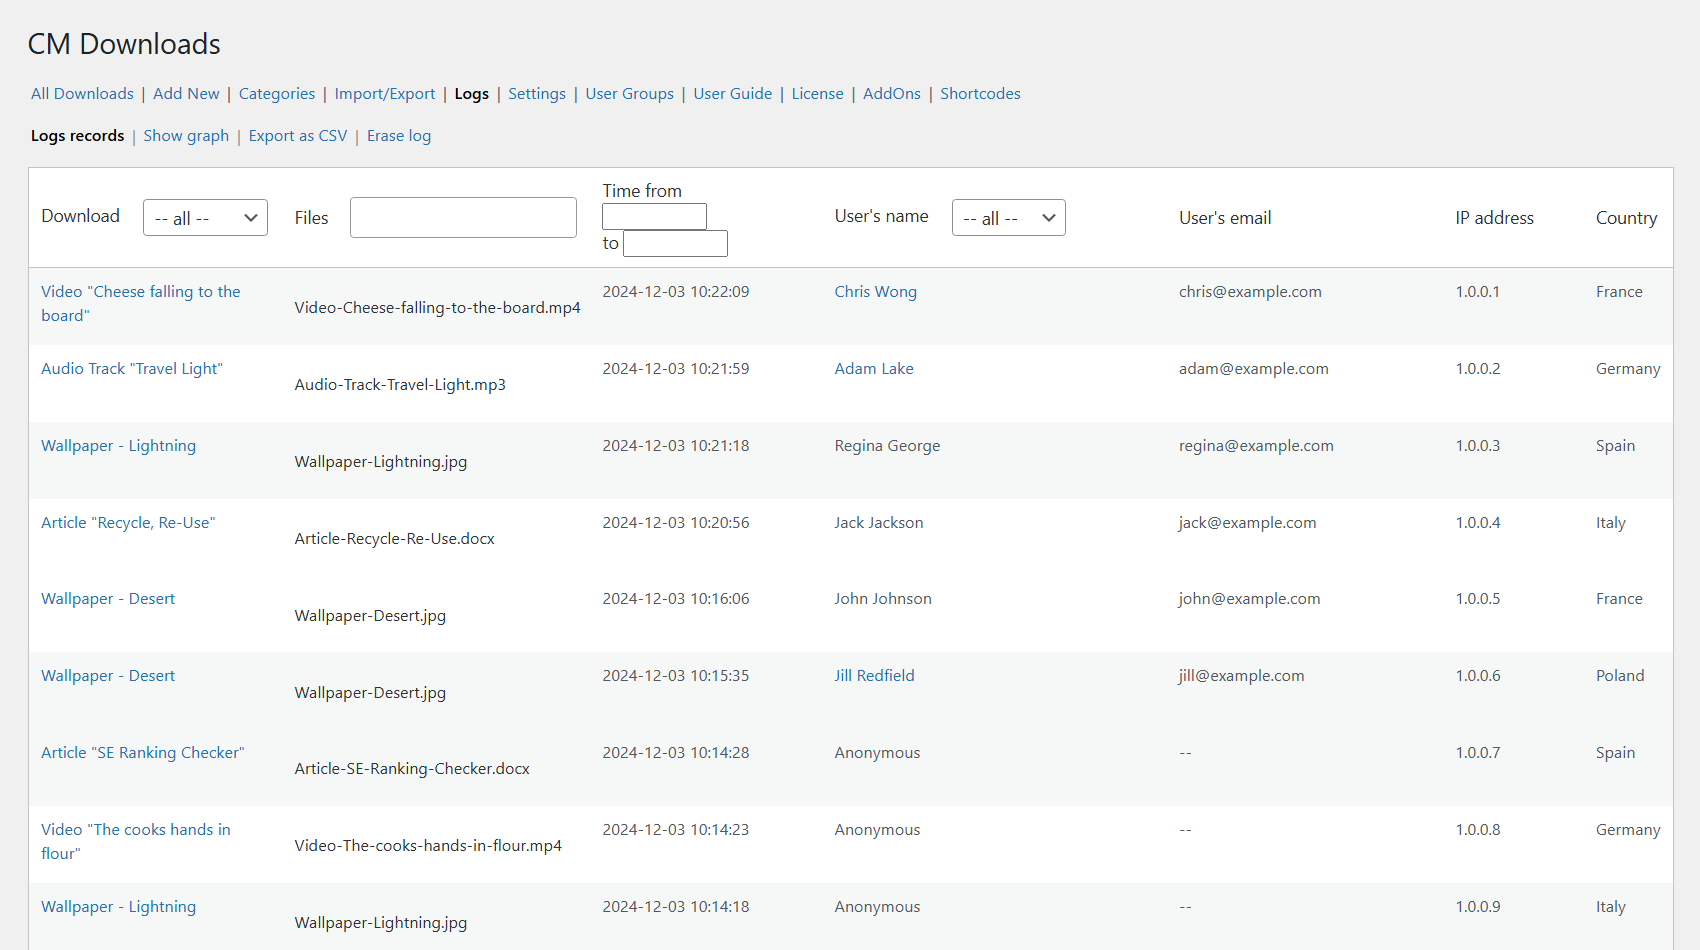 CM Downloads
All Downloads | Add New | Categories | Import/Export | Logs | Settings | User Groups | User Guide | License | AddOns | Shortcodes
Logs records | Show graph | Export as CSV | Erase log
Download -- all -- Files Time from to User's name -- all -- User's email IP address Country
Video "Cheese falling to the board" Video-Cheese-falling-to-the-board.mp4 2024-12-03 10:22:09 Chris Wong chris@example.com 1.0.0.1 France
Audio Track "Travel Light" Audio-Track-Travel-Light.mp3 2024-12-03 10:21:59 Adam Lake adam@example.com 1.0.0.2 Germany
Wallpaper - Lightning Wallpaper-Lightning.jpg 2024-12-03 10:21:18 Regina George regina@example.com 1.0.0.3 Spain
Article "Recycle, Re-Use" Article-Recycle-Re-Use.docx 2024-12-03 10:20:56 Jack Jackson jack@example.com 1.0.0.4 Italy
Wallpaper - Desert Wallpaper-Desert.jpg 2024-12-03 10:16:06 John Johnson john@example.com 1.0.0.5 France
Wallpaper - Desert Wallpaper-Desert.jpg 2024-12-03 10:15:35 Jill Redfield jill@example.com 1.0.0.6 Poland
Article "SE Ranking Checker" Article-SE-Ranking-Checker.docx 2024-12-03 10:14:28 Anonymous -- 1.0.0.7 Spain
Video "The cooks hands in flour" Video-The-cooks-hands-in-flour.mp4 2024-12-03 10:14:23 Anonymous -- 1.0.0.8 Germany
Wallpaper - Lightning Wallpaper-Lightning.jpg 2024-12-03 10:14:18 Anonymous -- 1.0.0.9 Italy